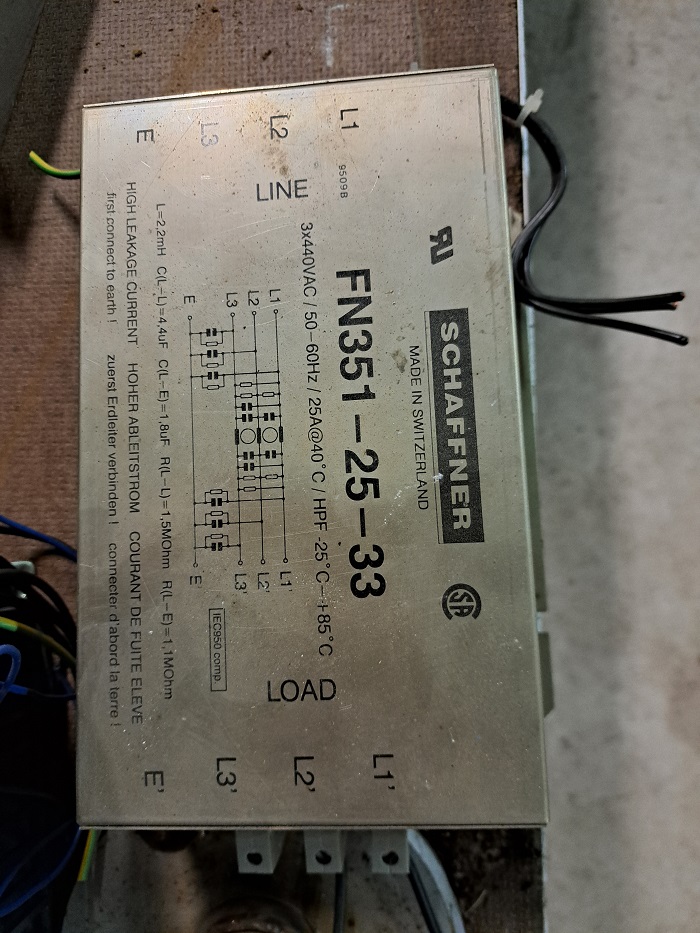 SCHAFFNER
MADE IN SWITZERLAND
FN351-25-33
3x440VAC / 50-60Hz / 25A@40°C / HPF -25°C-+85°C
9509B
LINE
LOAD
L1
L2
L3
E
L1'
L2'
L3'
E'
L1
L2
L3
E
L1'
L2'
L3'
E'
IEC950 comp.
L=2,2mH C(L-L)=4,4uF C(L-E)=1,8uF R(L-L)=1,5MOhm R(L-E)=1,1MOhm
HIGH LEAKAGE CURRENT HOHER ABLEITSTROM COURANT DE FUITE ELEVE
first connect to earth ! zuerst Erdleiter verbinden ! connecter d'abord la terre !